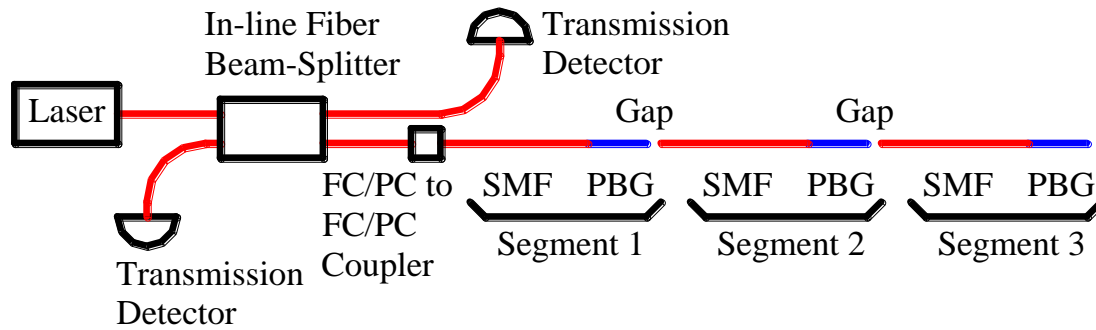 In-line Fiber
Beam-Splitter
Transmission
Detector
Laser
Gap
Gap
FC/PC to
FC/PC
Coupler
SMF
PBG
SMF
PBG
SMF
PBG
Segment 1
Segment 2
Segment 3
Transmission
Detector